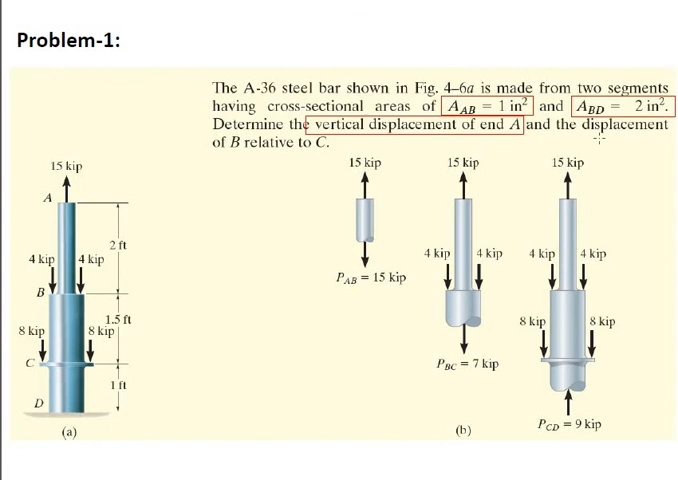 Problem-1:
The A-36 steel bar shown in Fig. 4–6a is made from two segments
having cross-sectional areas of A_AB = 1 in² and A_BD = 2 in².
Determine the vertical displacement of end A and the displacement
of B relative to C.
15 kip
A
2 ft
4 kip 4 kip
B
1.5 ft
8 kip 8 kip
C
1 ft
D
(a)
15 kip
P_AB = 15 kip
15 kip
4 kip 4 kip
P_BC = 7 kip
15 kip
4 kip 4 kip
8 kip 8 kip
P_CD = 9 kip
(b)